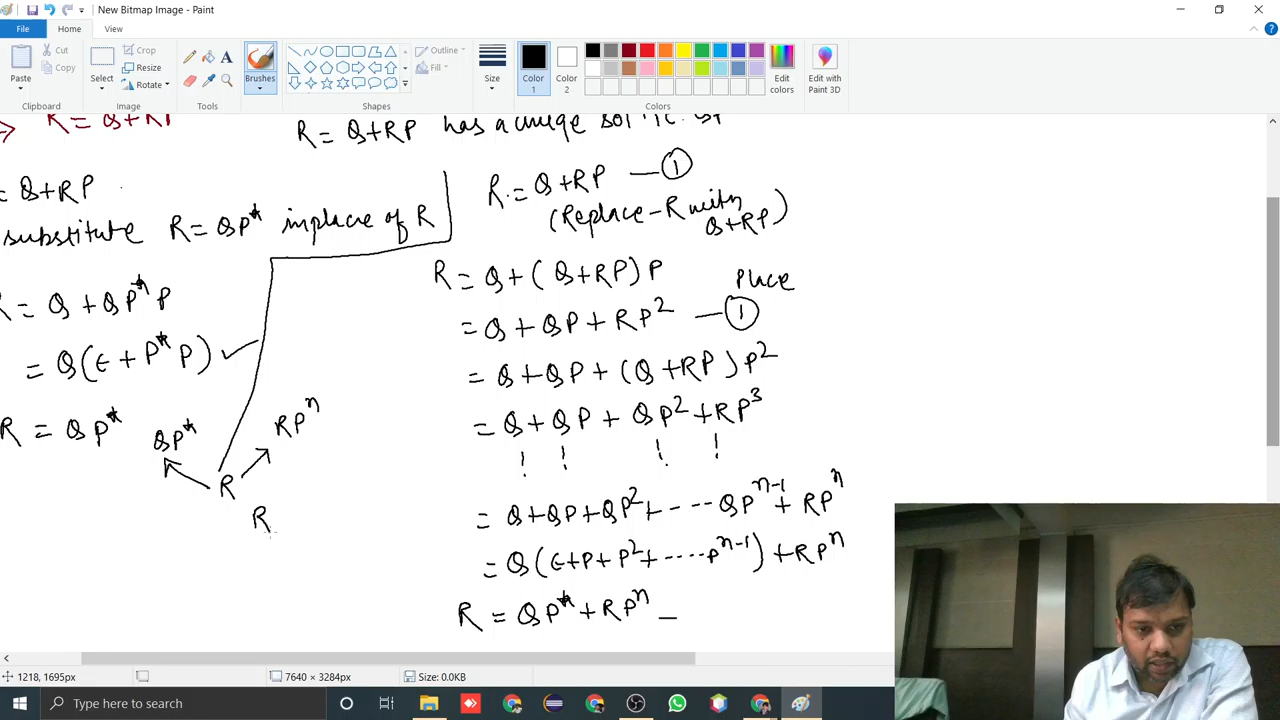 New Bitmap Image - Paint
File
Home
View
Paste
Cut
Copy
Clipboard
Select
Crop
Resize
Rotate
Image
Tools
Brushes
Shapes
Outline
Fill
Size
Color 1
Color 2
Colors
Edit colors
Edit with Paint 3D
R = Q+RP
R = Q+RP has a
= Q+RP
substitute R = QP* inplace of R
R = Q + QP* P
= Q(ϵ + P* P)
R = QP*
QP*
RPⁿ
R
R
R = Q+RP — ①
(Replace - R with
Q+RP)
R = Q + (Q+RP) P
Place
= Q + QP + RP² — ①
= Q + QP + (Q+RP) P²
= Q + QP + QP² + RP³
! ! ! !
= Q+QP+QP²+ ---- QPⁿ⁻¹ + RPⁿ
= Q(ϵ+P+P²+ ····· Pⁿ⁻¹) +RPⁿ
R = QP* + RPⁿ —
1218, 1695px
7640 × 3284px
Size: 0.0KB
Type here to search